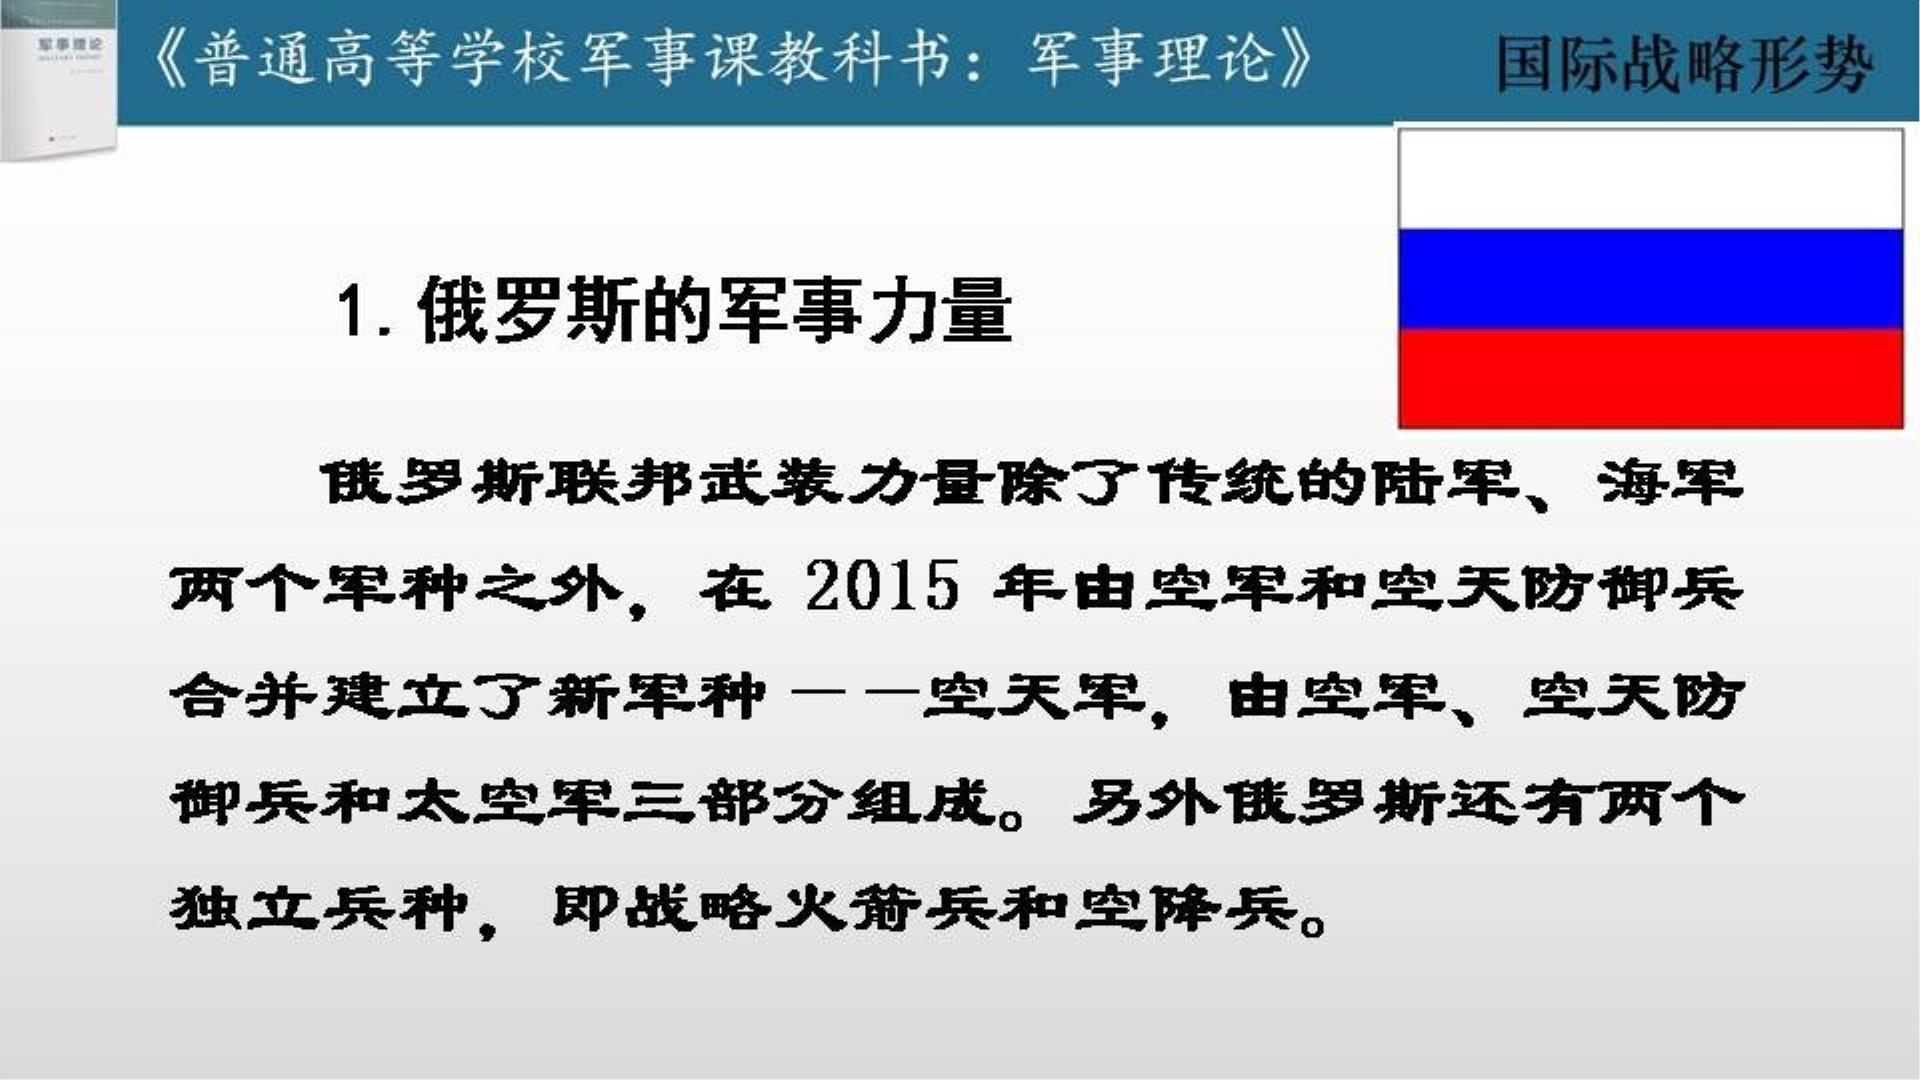 军事理论
《普通高等学校军事课教科书：军事理论》
国际战略形势
1.俄罗斯的军事力量
俄罗斯联邦武装力量除了传统的陆军、海军
两个军种之外，在 2015 年由空军和空天防御兵
合并建立了新军种——空天军，由空军、空天防
御兵和太空军三部分组成。另外俄罗斯还有两个
独立兵种，即战略火箭兵和空降兵。